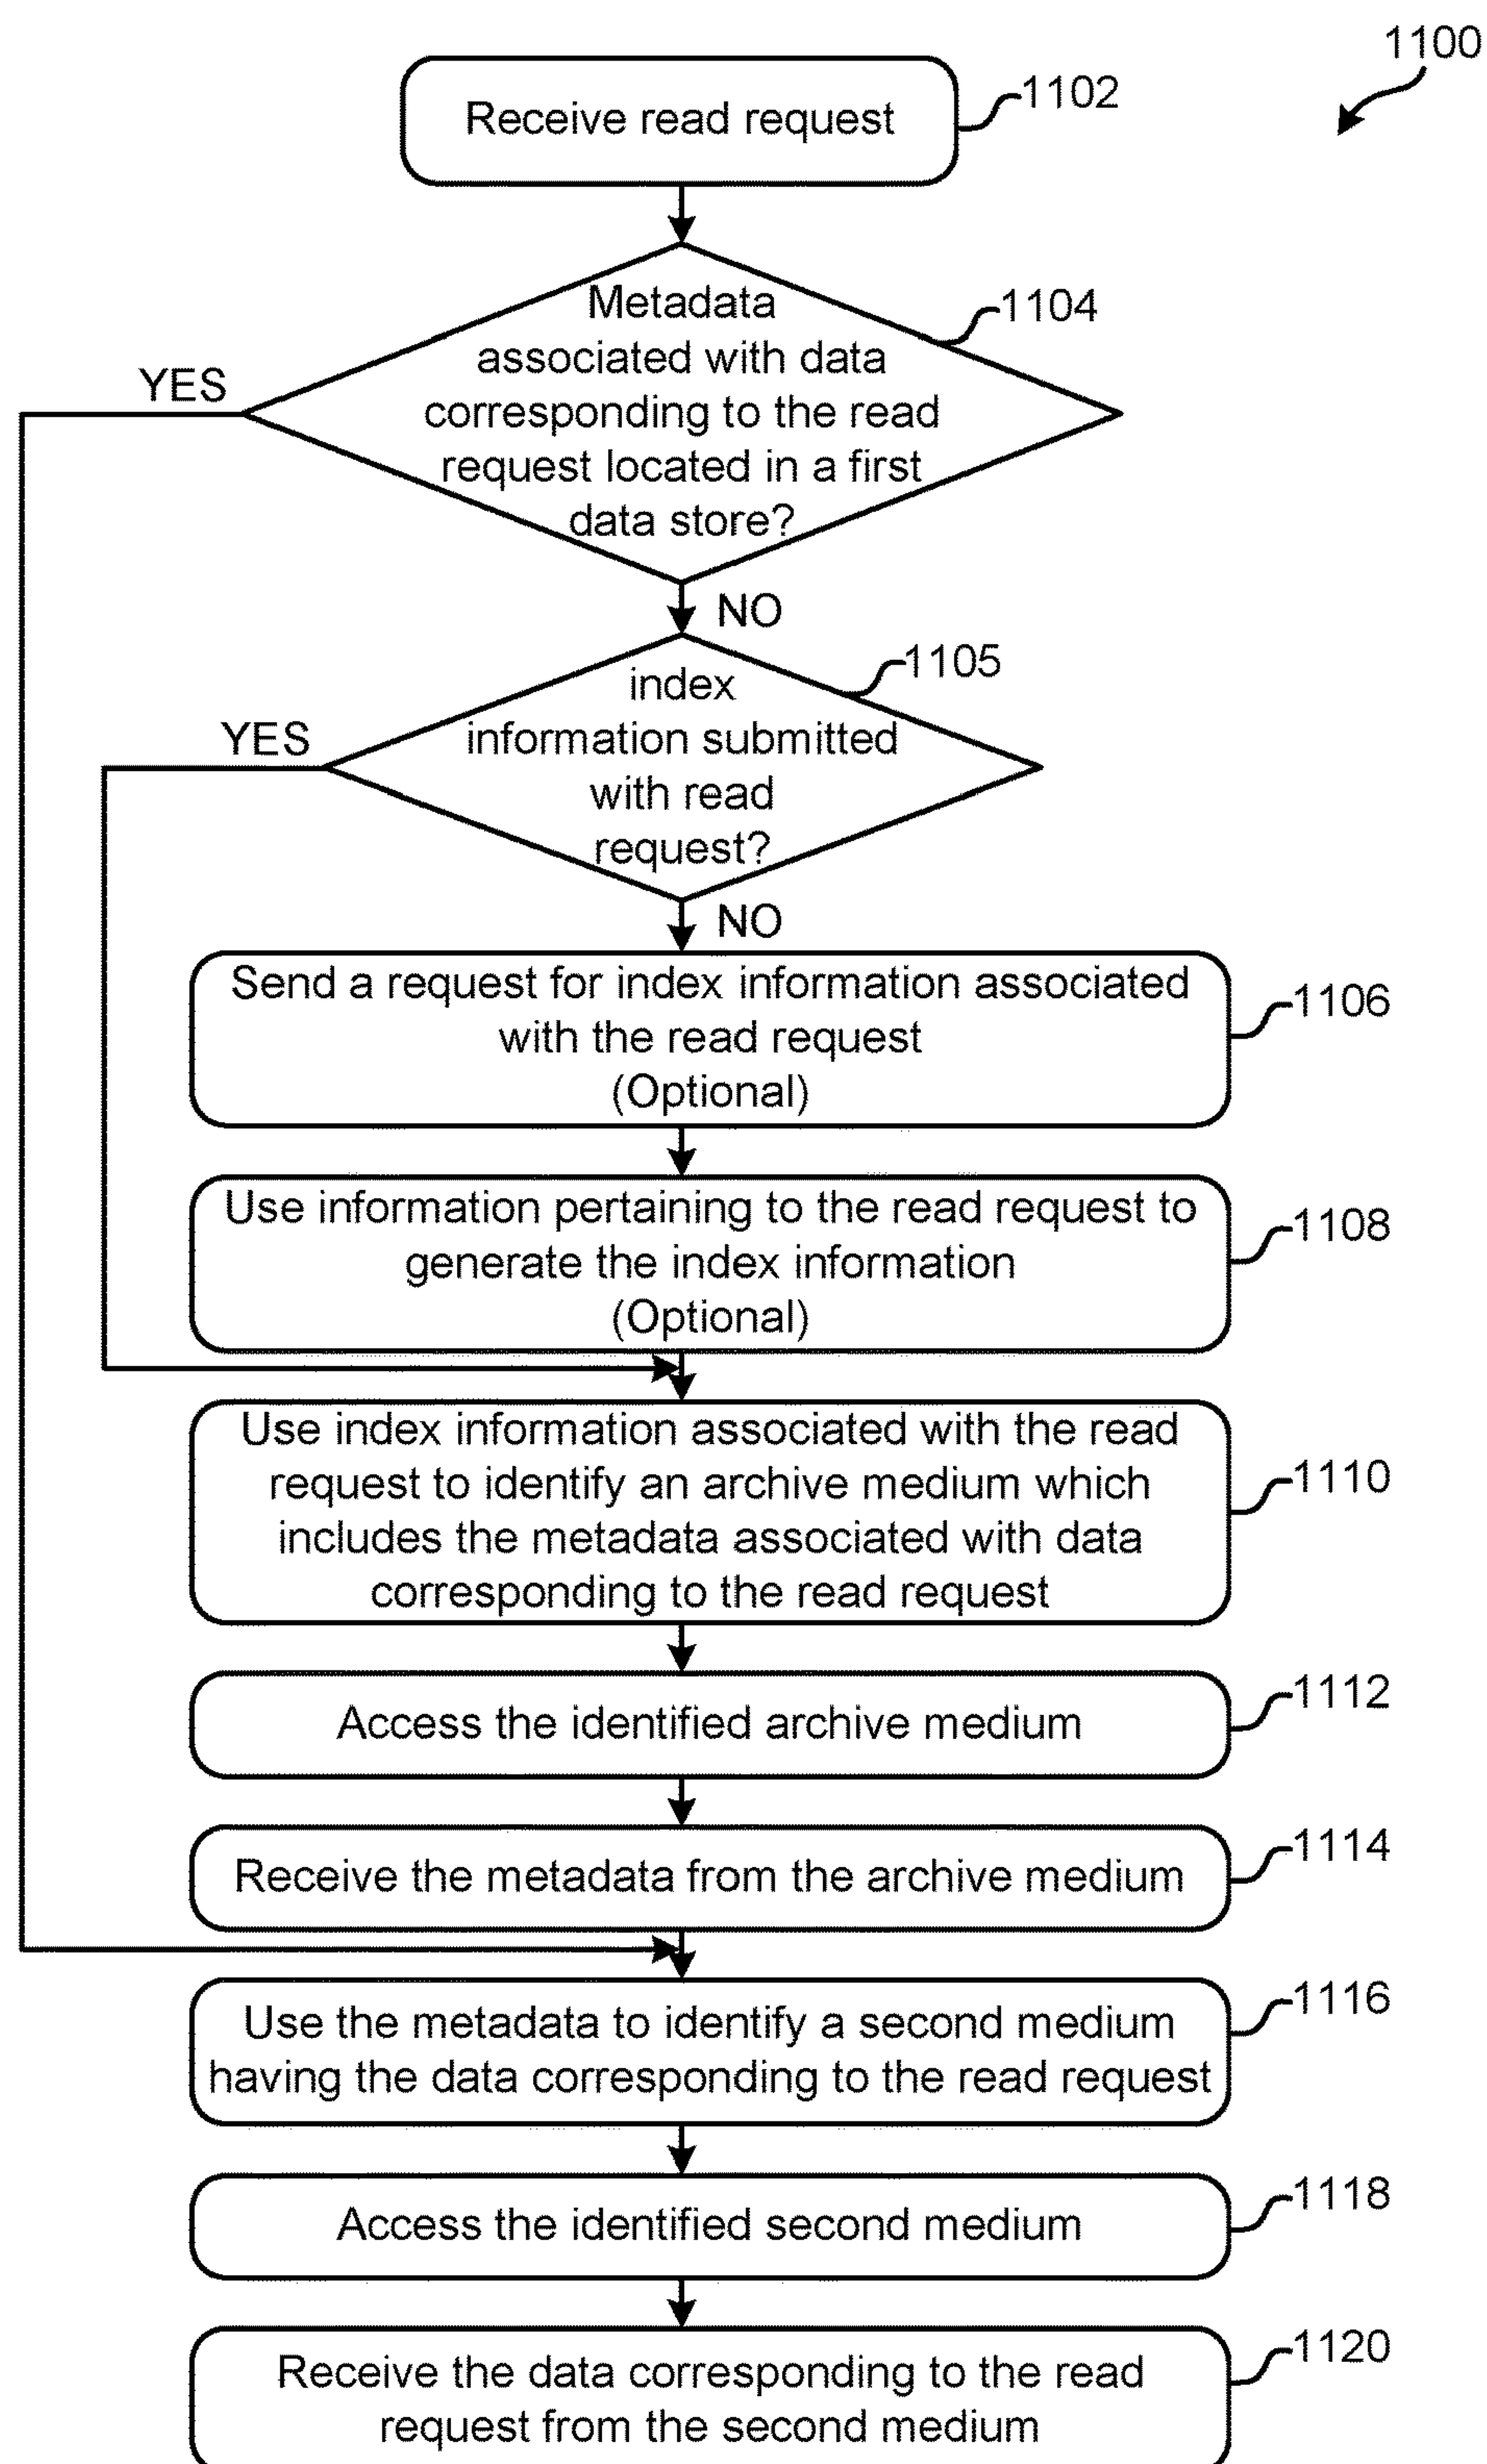 1100
Receive read request
1102
Metadata
associated with data
corresponding to the read
request located in a first
data store?
1104
YES
NO
index
information submitted
with read
request?
1105
YES
NO
Send a request for index information associated
with the read request
(Optional)
1106
Use information pertaining to the read request to
generate the index information
(Optional)
1108
Use index information associated with the read
request to identify an archive medium which
includes the metadata associated with data
corresponding to the read request
1110
Access the identified archive medium
1112
Receive the metadata from the archive medium
1114
Use the metadata to identify a second medium
having the data corresponding to the read request
1116
Access the identified second medium
1118
Receive the data corresponding to the read
request from the second medium
1120